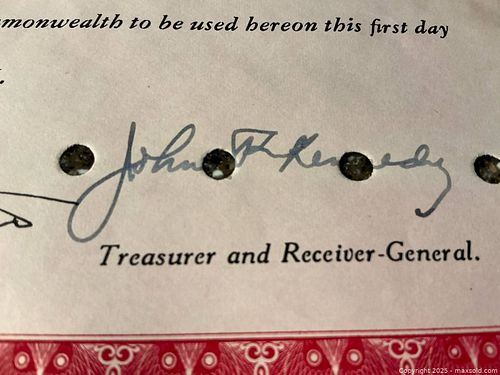 monwealth to be used hereon this first day
John F Kennedy
Treasurer and Receiver-General.
Copyright 2025 - maxsold.com